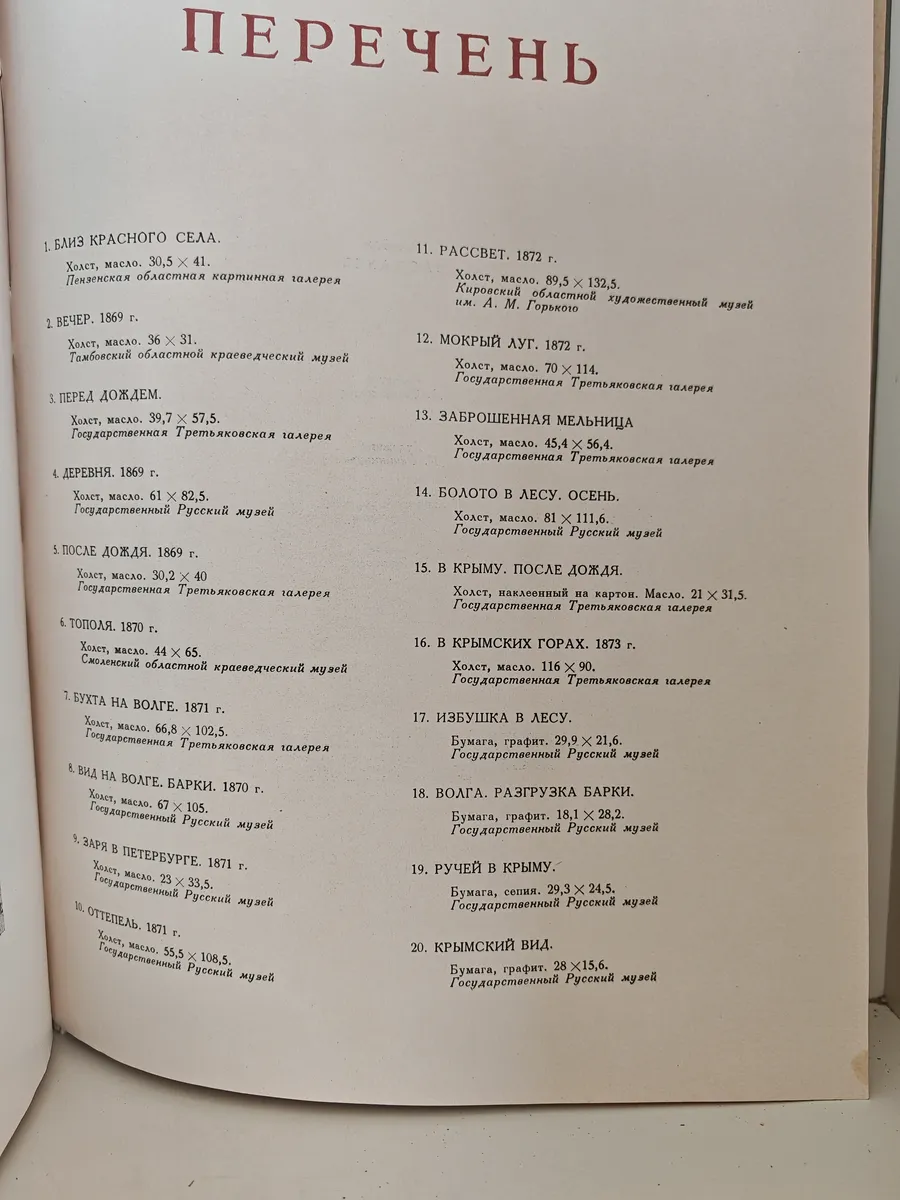 ПЕРЕЧЕНЬ
1. БЛИЗ КРАСНОГО СЕЛА.
Холст, масло. 30,5 × 41.
Пензенская областная картинная галерея
2. ВЕЧЕР. 1869 г.
Холст, масло. 36 × 31.
Тамбовский областной краеведческий музей
3. ПЕРЕД ДОЖДЕМ.
Холст, масло. 39,7 × 57,5.
Государственная Третьяковская галерея
4. ДЕРЕВНЯ. 1869 г.
Холст, масло. 61 × 82,5.
Государственный Русский музей
5. ПОСЛЕ ДОЖДЯ. 1869 г.
Холст, масло. 30,2 × 40
Государственная Третьяковская галерея
6. ТОПОЛЯ. 1870 г.
Холст, масло. 44 × 65.
Смоленский областной краеведческий музей
7. БУХТА НА ВОЛГЕ. 1871 г.
Холст, масло. 66,8 × 102,5.
Государственная Третьяковская галерея
8. ВИД НА ВОЛГЕ. БАРКИ. 1870 г.
Холст, масло. 67 × 105.
Государственный Русский музей
9. ЗАРЯ В ПЕТЕРБУРГЕ. 1871 г.
Холст, масло. 23 × 33,5.
Государственный Русский музей
10. ОТТЕПЕЛЬ. 1871 г.
Холст, масло. 55,5 × 108,5.
Государственный Русский музей
11. РАССВЕТ. 1872 г.
Холст, масло. 89,5 × 132,5.
Кировский областной художественный музей
им. А. М. Горького
12. МОКРЫЙ ЛУГ. 1872 г.
Холст, масло. 70 × 114.
Государственная Третьяковская галерея
13. ЗАБРОШЕННАЯ МЕЛЬНИЦА
Холст, масло. 45,4 × 56,4.
Государственная Третьяковская галерея
14. БОЛОТО В ЛЕСУ. ОСЕНЬ.
Холст, масло. 81 × 111,6.
Государственный Русский музей
15. В КРЫМУ. ПОСЛЕ ДОЖДЯ.
Холст, наклеенный на картон. Масло. 21 × 31,5.
Государственная Третьяковская галерея
16. В КРЫМСКИХ ГОРАХ. 1873 г.
Холст, масло. 116 × 90.
Государственная Третьяковская галерея
17. ИЗБУШКА В ЛЕСУ.
Бумага, графит. 29,9 × 21,6.
Государственный Русский музей
18. ВОЛГА. РАЗГРУЗКА БАРКИ.
Бумага, графит. 18,1 × 28,2.
Государственный Русский музей
19. РУЧЕЙ В КРЫМУ.
Бумага, сепия. 29,3 × 24,5.
Государственный Русский музей
20. КРЫМСКИЙ ВИД.
Бумага, графит. 28 ×15,6.
Государственный Русский музей